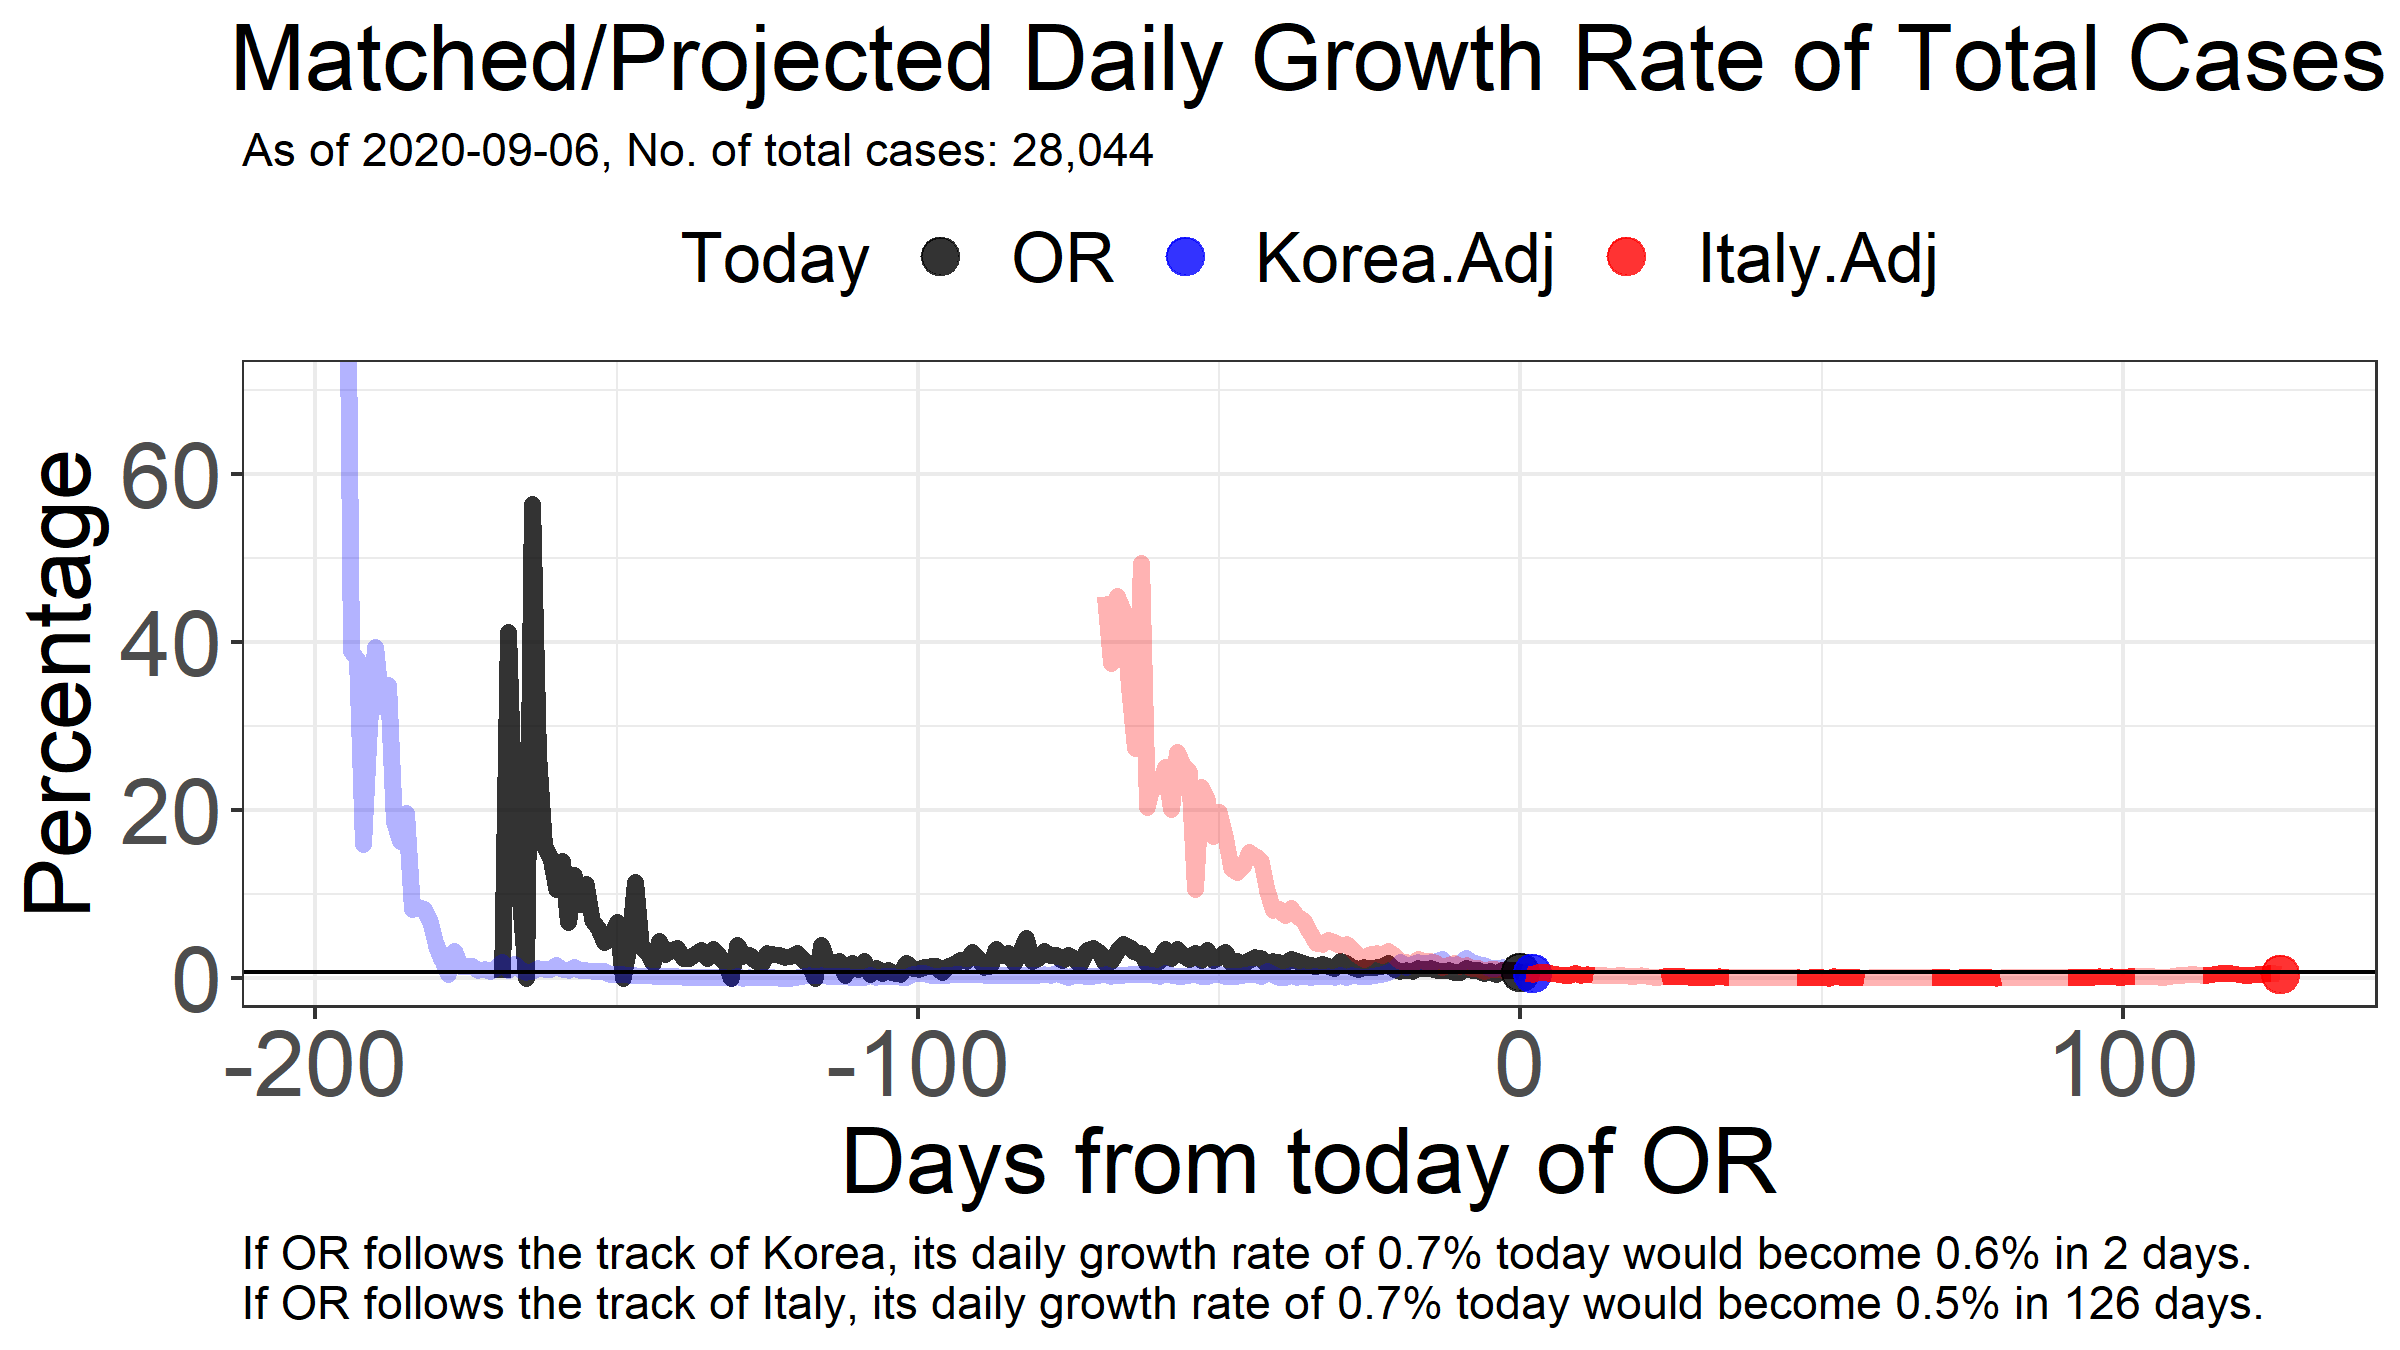 Matched/Projected Daily Growth Rate of Total Cases
As of 2020-09-06, No. of total cases: 28,044
Today OR Korea.Adj Italy.Adj
Percentage
60
40
20
0
-200 -100 0 100
Days from today of OR
If OR follows the track of Korea, its daily growth rate of 0.7% today would become 0.6% in 2 days.
If OR follows the track of Italy, its daily growth rate of 0.7% today would become 0.5% in 126 days.